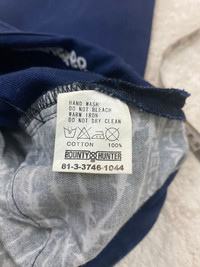 HAND WASH
DO NOT BLEACH
WARM IRON
DO NOT DRY CLEAN
COTTON 100%
BOUNTY HUNTER
81-3-3746-1044